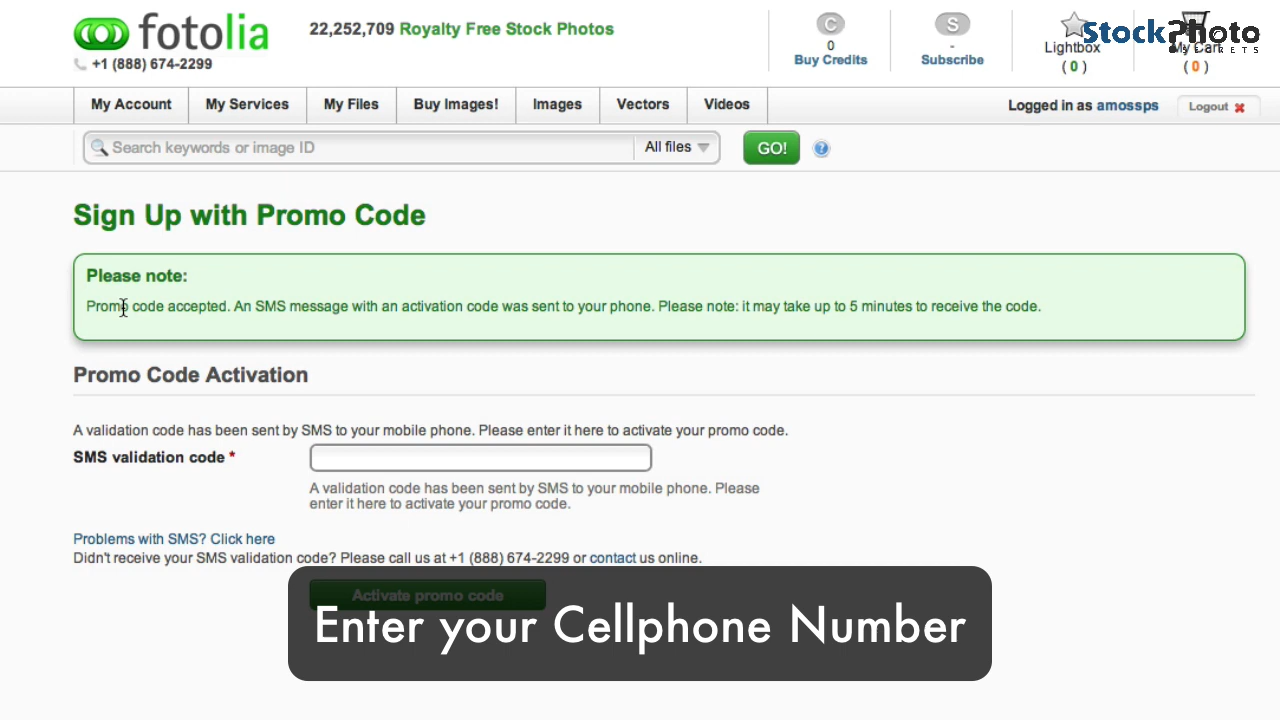 fotolia
22,252,709 Royalty Free Stock Photos
+1 (888) 674-2299
C
0
Buy Credits
S
-
Subscribe
Lightbox
( 0 )
My Cart
( 0 )
StockPhoto
SECRETS
My Account
My Services
My Files
Buy Images!
Images
Vectors
Videos
Logged in as amossps
Logout
Search keywords or image ID
All files
GO!
?
Sign Up with Promo Code
Please note:
Promo code accepted. An SMS message with an activation code was sent to your phone. Please note: it may take up to 5 minutes to receive the code.
Promo Code Activation
A validation code has been sent by SMS to your mobile phone. Please enter it here to activate your promo code.
SMS validation code *
A validation code has been sent by SMS to your mobile phone. Please
enter it here to activate your promo code.
Problems with SMS? Click here
Didn't receive your SMS validation code? Please call us at +1 (888) 674-2299 or contact us online.
Activate promo code
Enter your Cellphone Number